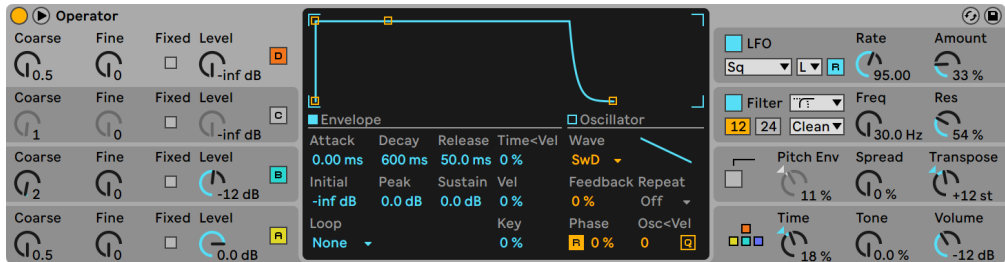 Operator
Coarse Fine Fixed Level
0.5 0 -inf dB D
Coarse Fine Fixed Level
1 0 -inf dB C
Coarse Fine Fixed Level
2 0 -12 dB B
Coarse Fine Fixed Level
0.5 0 0.0 dB A
Envelope Oscillator
Attack Decay Release Time<Vel Wave
0.00 ms 600 ms 50.0 ms 0 % SwD
Initial Peak Sustain Vel Feedback Repeat
-inf dB 0.0 dB 0.0 dB 0 % 0 % Off
Loop Key Phase Osc<Vel
None 0 % R 0 % 0 Q
LFO Rate Amount
Sq L R 95.00 33 %
Filter Freq Res
12 24 Clean 30.0 Hz 54 %
Pitch Env Spread Transpose
11 % 0 % +12 st
Time Tone Volume
18 % 0.0 % -12 dB